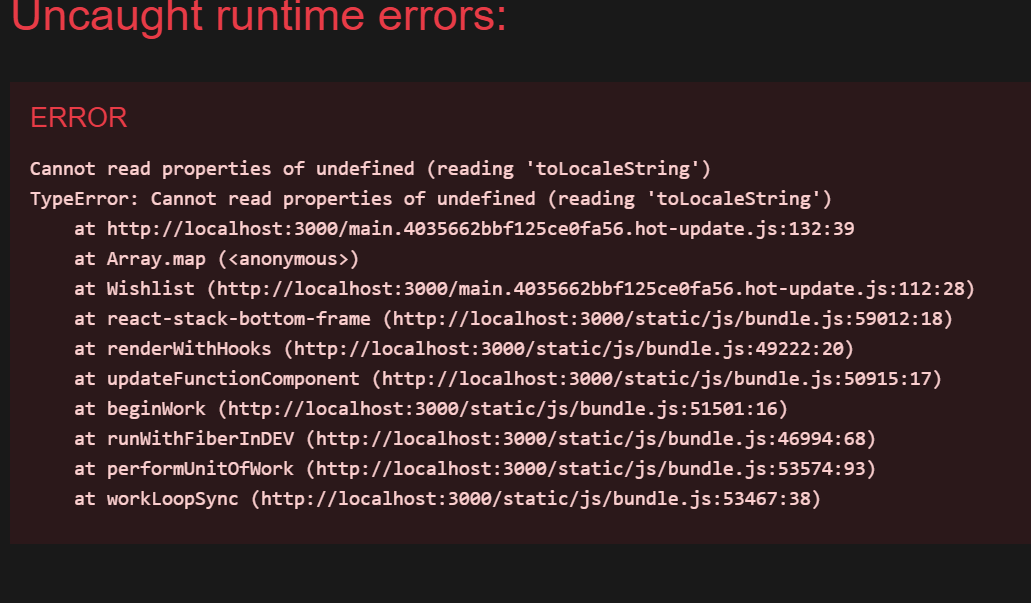 Uncaught runtime errors:
ERROR
Cannot read properties of undefined (reading 'toLocaleString')
TypeError: Cannot read properties of undefined (reading 'toLocaleString')
    at http://localhost:3000/main.4035662bbf125ce0fa56.hot-update.js:132:39
    at Array.map (<anonymous>)
    at Wishlist (http://localhost:3000/main.4035662bbf125ce0fa56.hot-update.js:112:28)
    at react-stack-bottom-frame (http://localhost:3000/static/js/bundle.js:59012:18)
    at renderWithHooks (http://localhost:3000/static/js/bundle.js:49222:20)
    at updateFunctionComponent (http://localhost:3000/static/js/bundle.js:50915:17)
    at beginWork (http://localhost:3000/static/js/bundle.js:51501:16)
    at runWithFiberInDEV (http://localhost:3000/static/js/bundle.js:46994:68)
    at performUnitOfWork (http://localhost:3000/static/js/bundle.js:53574:93)
    at workLoopSync (http://localhost:3000/static/js/bundle.js:53467:38)